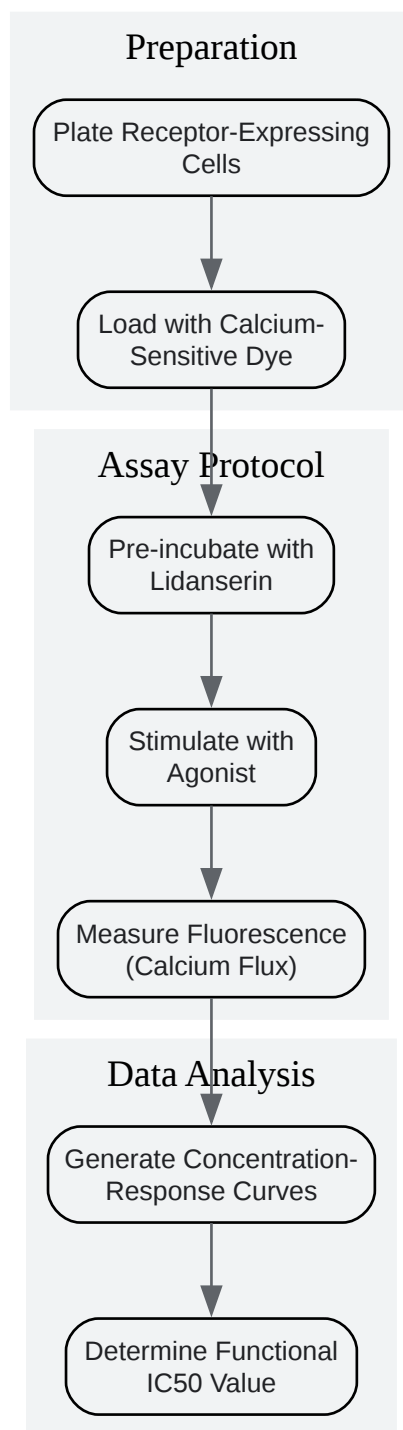 Preparation
Plate Receptor-Expressing
Cells
Load with Calcium-
Sensitive Dye
Assay Protocol
Pre-incubate with
Lidanserin
Stimulate with
Agonist
Measure Fluorescence
(Calcium Flux)
Data Analysis
Generate Concentration-
Response Curves
Determine Functional
IC50 Value